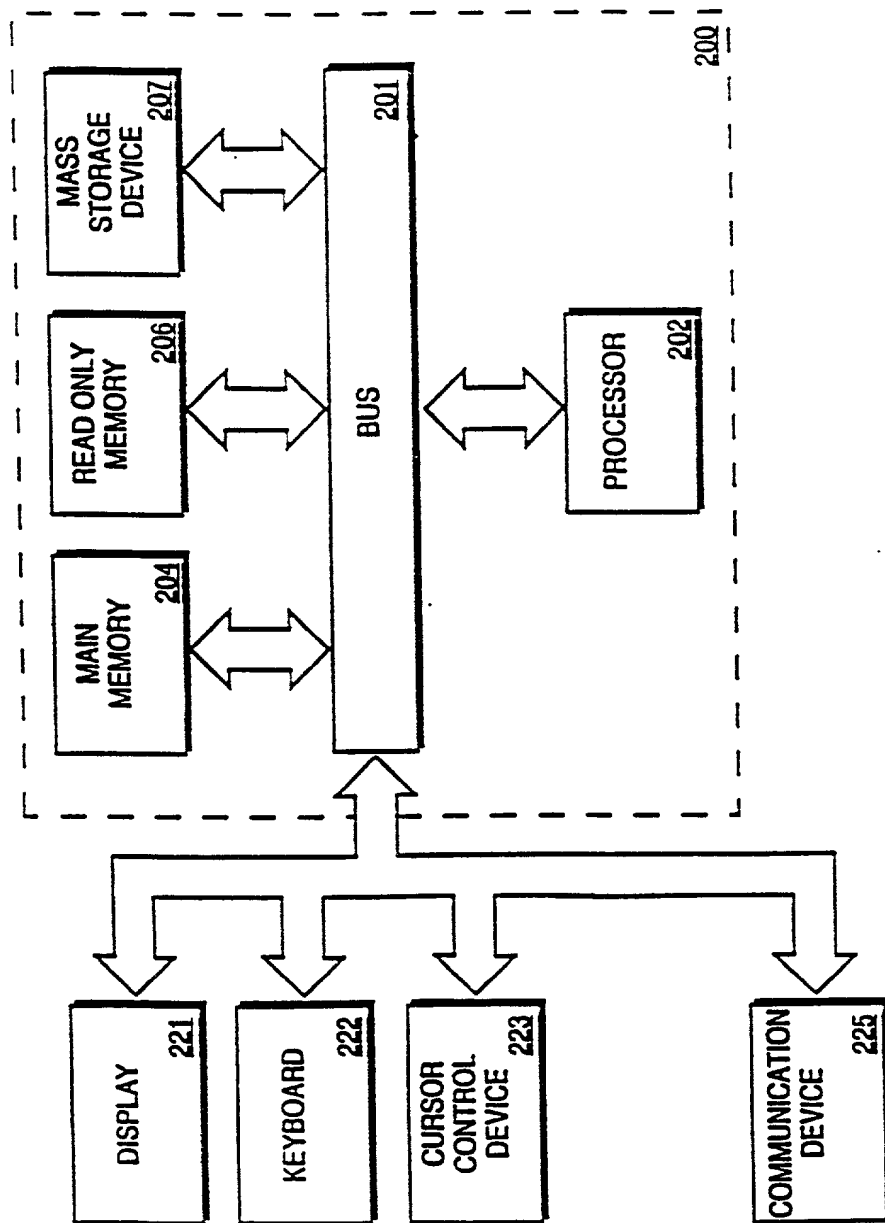 DISPLAY
221
KEYBOARD
222
CURSOR
CONTROL
DEVICE
223
COMMUNICATION
DEVICE
225
MAIN
MEMORY
204
READ ONLY
MEMORY
206
MASS
STORAGE
DEVICE
207
BUS
201
PROCESSOR
202
200